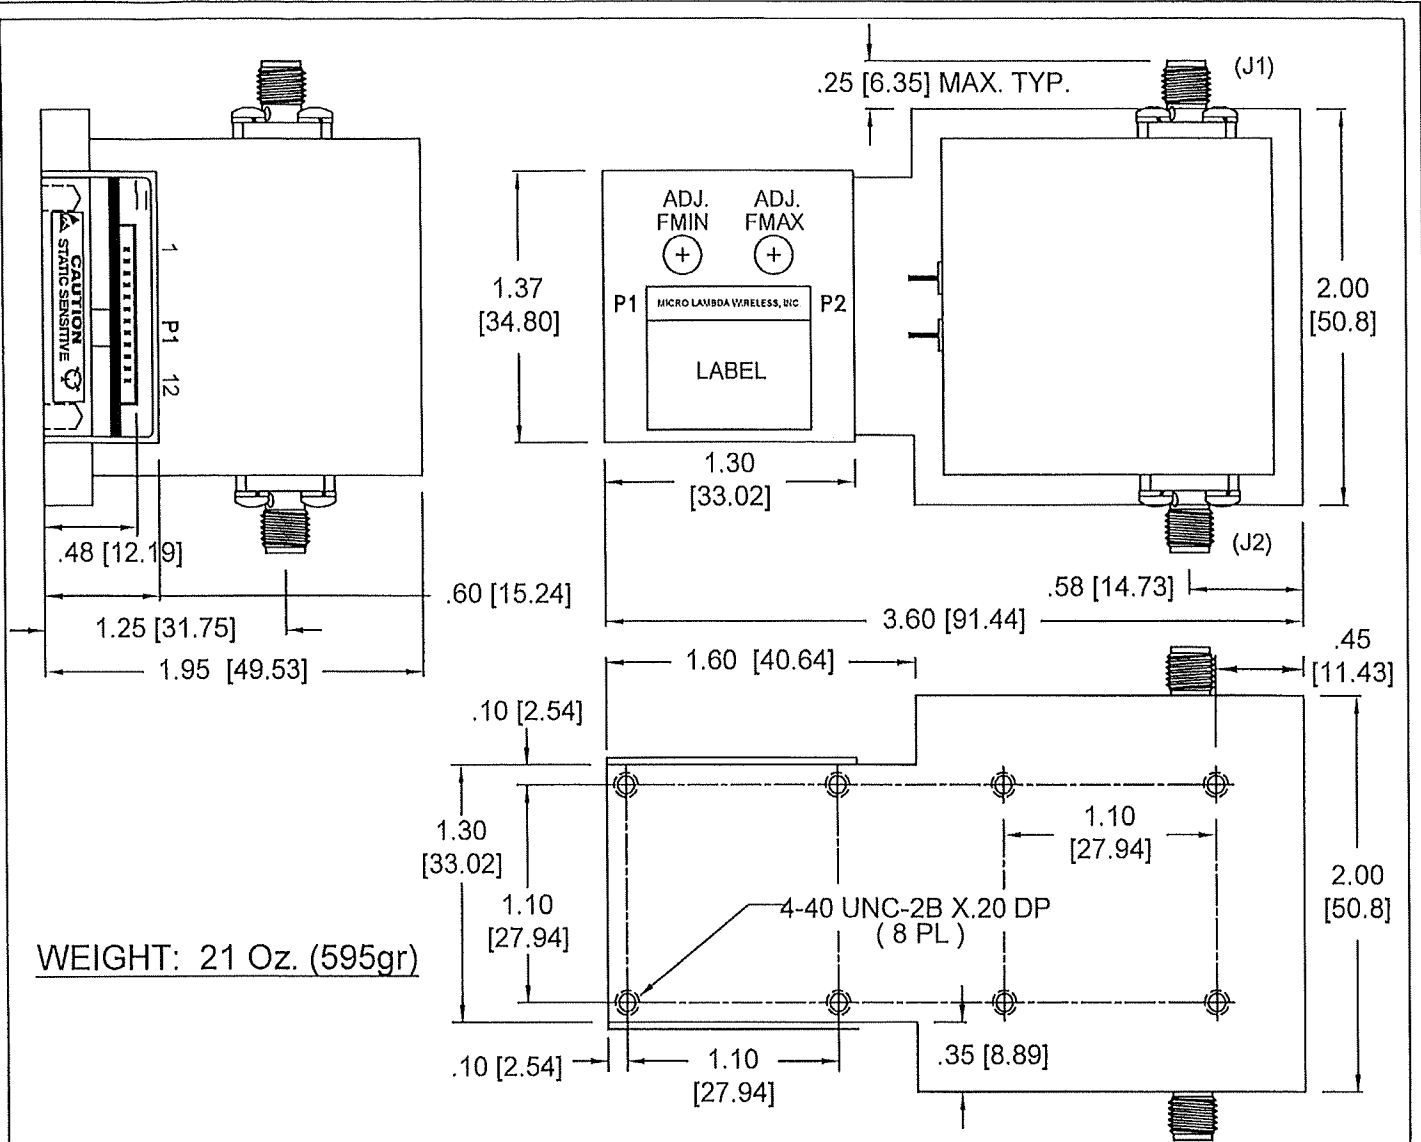 .25 [6.35] MAX. TYP.
(J1)
ADJ.
FMIN
ADJ.
FMAX
1
P1
12
CAUTION
STATIC SENSITIVE
1.37
[34.80]
P1
MICRO LAMBDA WIRELESS, INC.
P2
LABEL
2.00
[50.8]
1.30
[33.02]
(J2)
.48 [12.19]
.60 [15.24]
1.25 [31.75]
1.95 [49.53]
.58 [14.73]
3.60 [91.44]
1.60 [40.64]
.45
[11.43]
.10 [2.54]
1.30
[33.02]
1.10
[27.94]
1.10
[27.94]
4-40 UNC-2B X.20 DP
( 8 PL )
2.00
[50.8]
WEIGHT: 21 Oz. (595gr)
.10 [2.54]
1.10
[27.94]
.35 [8.89]